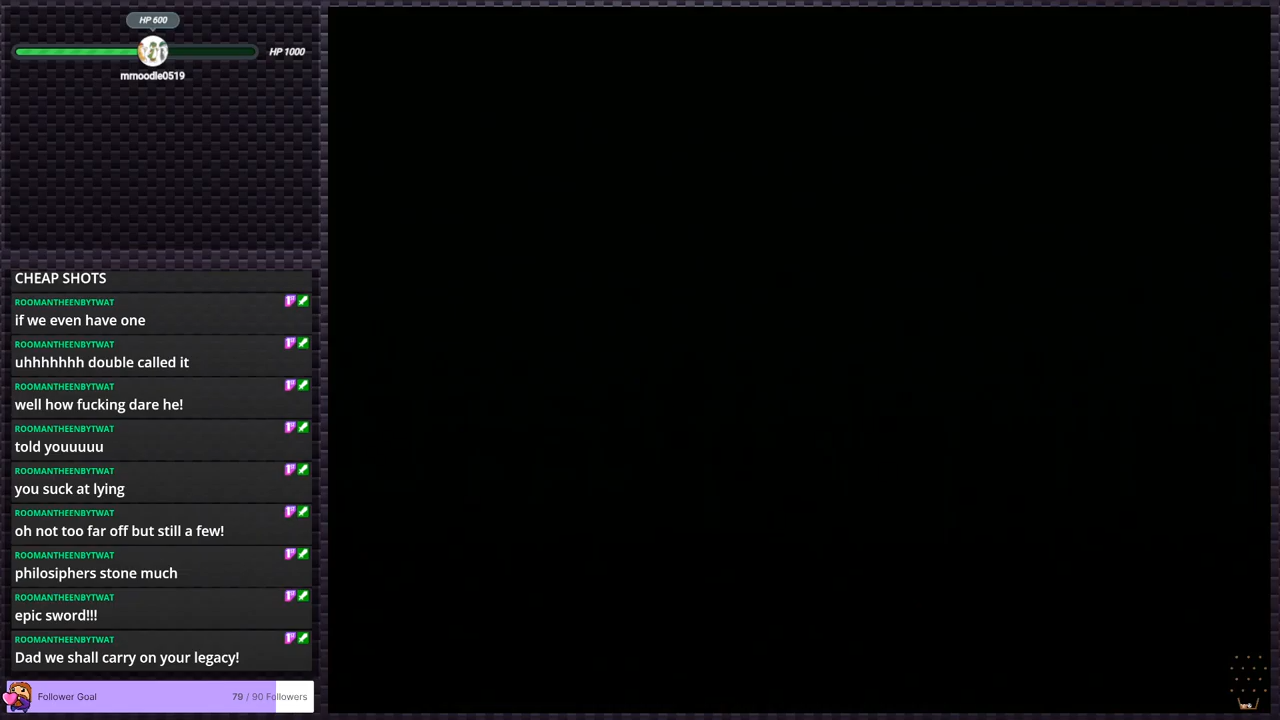 HP 600
HP 1000
mrnoodle0519
CHEAP SHOTS
ROOMANTHEENBYTWAT
if we even have one
ROOMANTHEENBYTWAT
uhhhhhhh double called it
ROOMANTHEENBYTWAT
well how fucking dare he!
ROOMANTHEENBYTWAT
told youuuuu
ROOMANTHEENBYTWAT
you suck at lying
ROOMANTHEENBYTWAT
oh not too far off but still a few!
ROOMANTHEENBYTWAT
philosiphers stone much
ROOMANTHEENBYTWAT
epic sword!!!
ROOMANTHEENBYTWAT
Dad we shall carry on your legacy!
Follower Goal 79 / 90 Followers